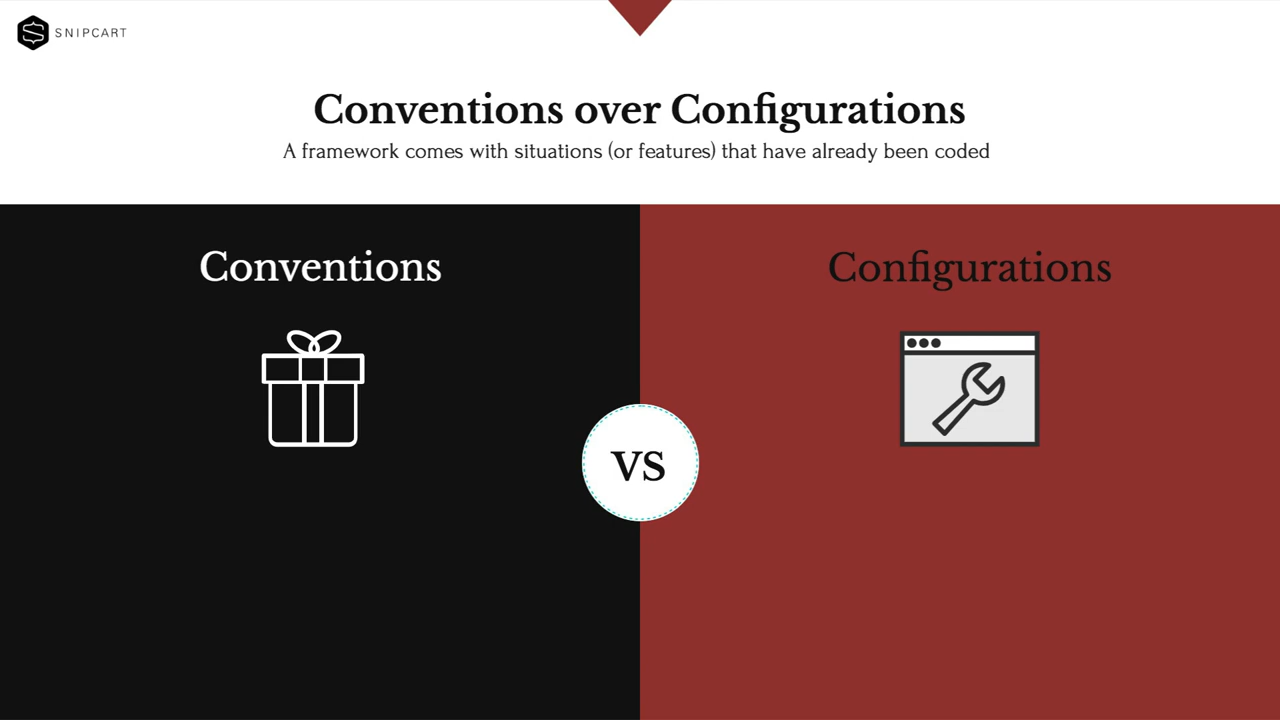 SNIPCART
Conventions over Configurations
A framework comes with situations (or features) that have already been coded
Conventions
Configurations
VS